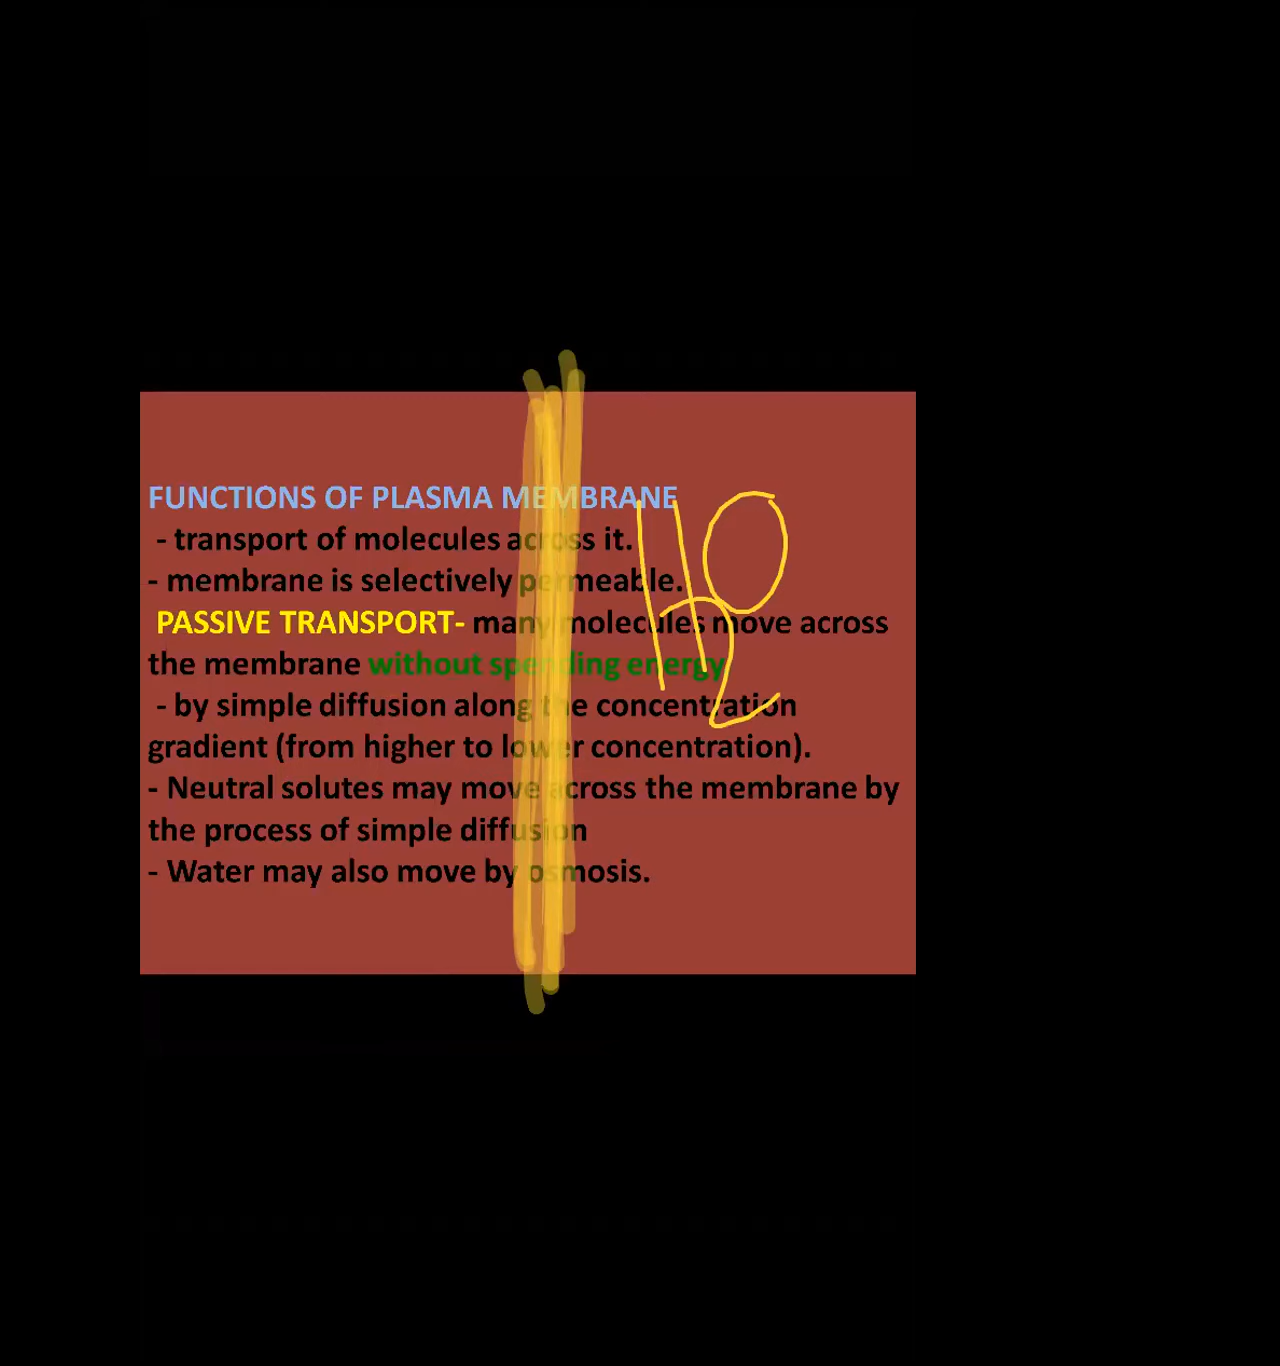 FUNCTIONS OF PLASMA MEMBRANE
- transport of molecules across it.
- membrane is selectively permeable.
PASSIVE TRANSPORT- many molecules move across
the membrane without spending energy
- by simple diffusion along the concentration
gradient (from higher to lower concentration).
- Neutral solutes may move across the membrane by
the process of simple diffusion
- Water may also move by osmosis.
H2O